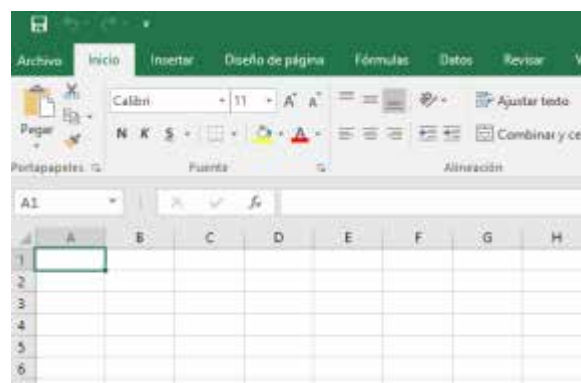 Archivo Inicio Insertar Diseño de página Fórmulas Datos Revisar V
Calibri 11 A A Ajustar texto
Pegar N K S A Combinar y ce
Portapapeles Fuente Alineación
A1 fx
A B C D E F G H
1
2
3
4
5
6